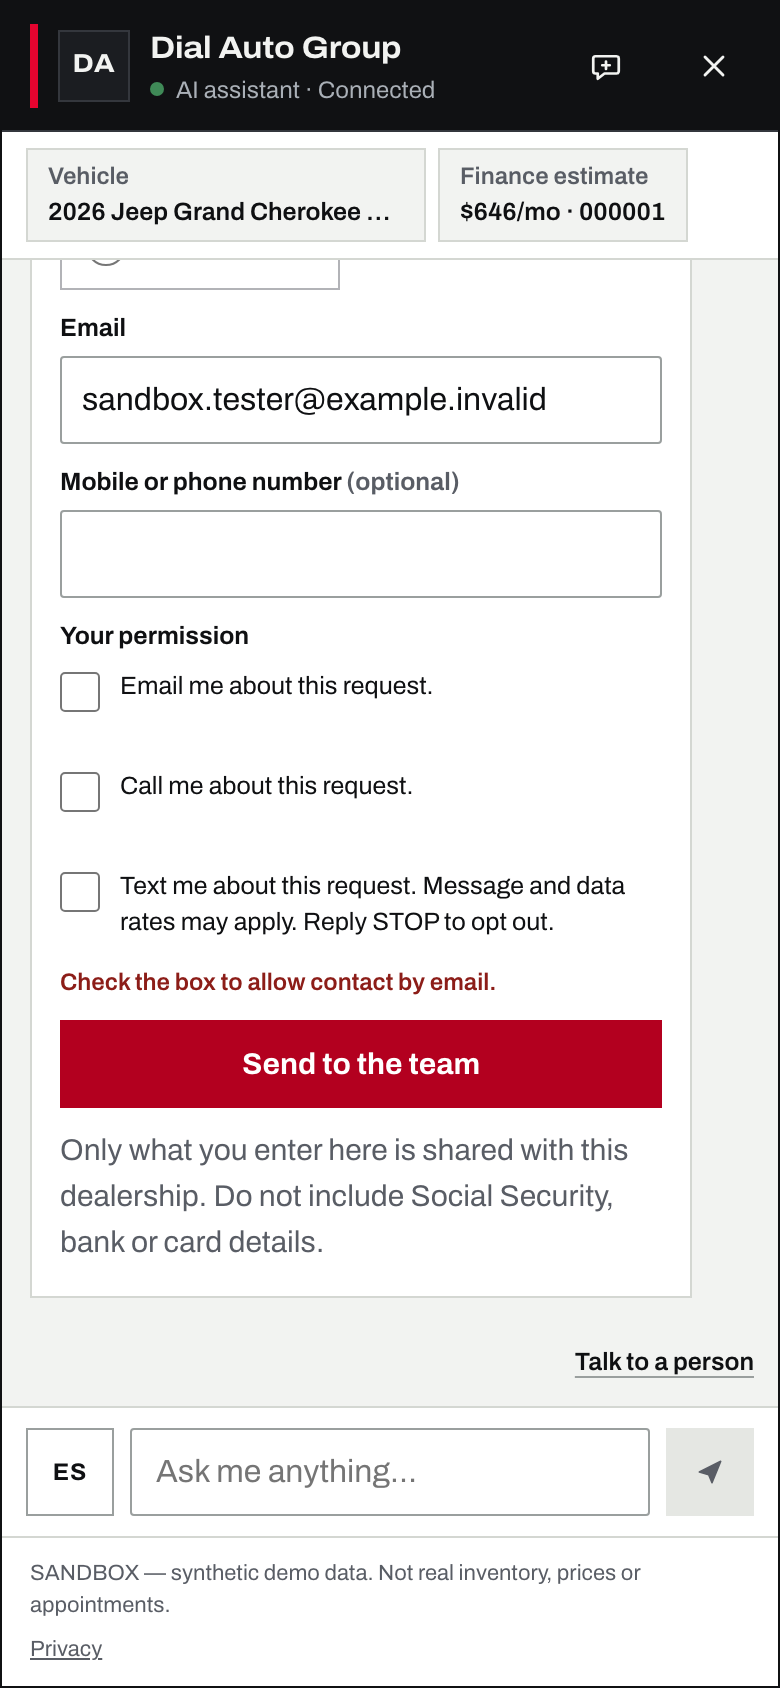 DA
Dial Auto Group
AI assistant · Connected
Vehicle
2026 Jeep Grand Cherokee ...
Finance estimate
$646/mo · 000001
Email
sandbox.tester@example.invalid
Mobile or phone number (optional)
Your permission
Email me about this request.
Call me about this request.
Text me about this request. Message and data
rates may apply. Reply STOP to opt out.
Check the box to allow contact by email.
Send to the team
Only what you enter here is shared with this
dealership. Do not include Social Security,
bank or card details.
Talk to a person
ES
Ask me anything...
SANDBOX — synthetic demo data. Not real inventory, prices or
appointments.
Privacy